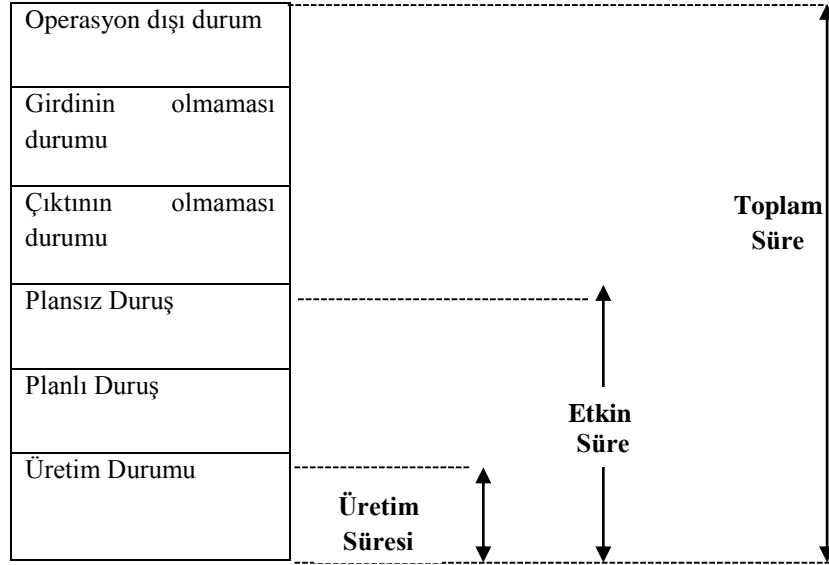 Operasyon dışı durum
Girdinin olmaması
durumu
Çıktının olmaması
durumu
Toplam
Süre
Plansız Duruş
Planlı Duruş
Etkin
Süre
Üretim Durumu
Üretim
Süresi